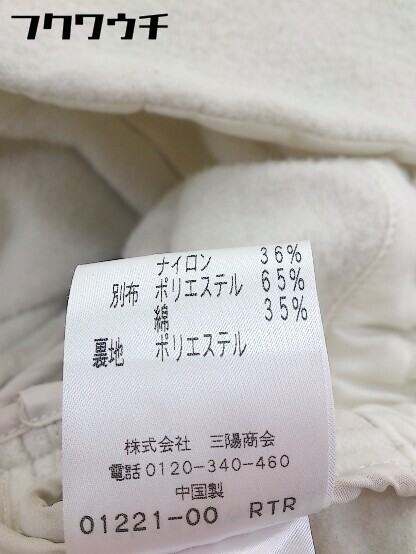 フクワウチ
ナイロン 36%
別布 ポリエステル 65%
綿 35%
裏地 ポリエステル
株式会社 三陽商会
電話0120-340-460
中国製
01221-00 RTR